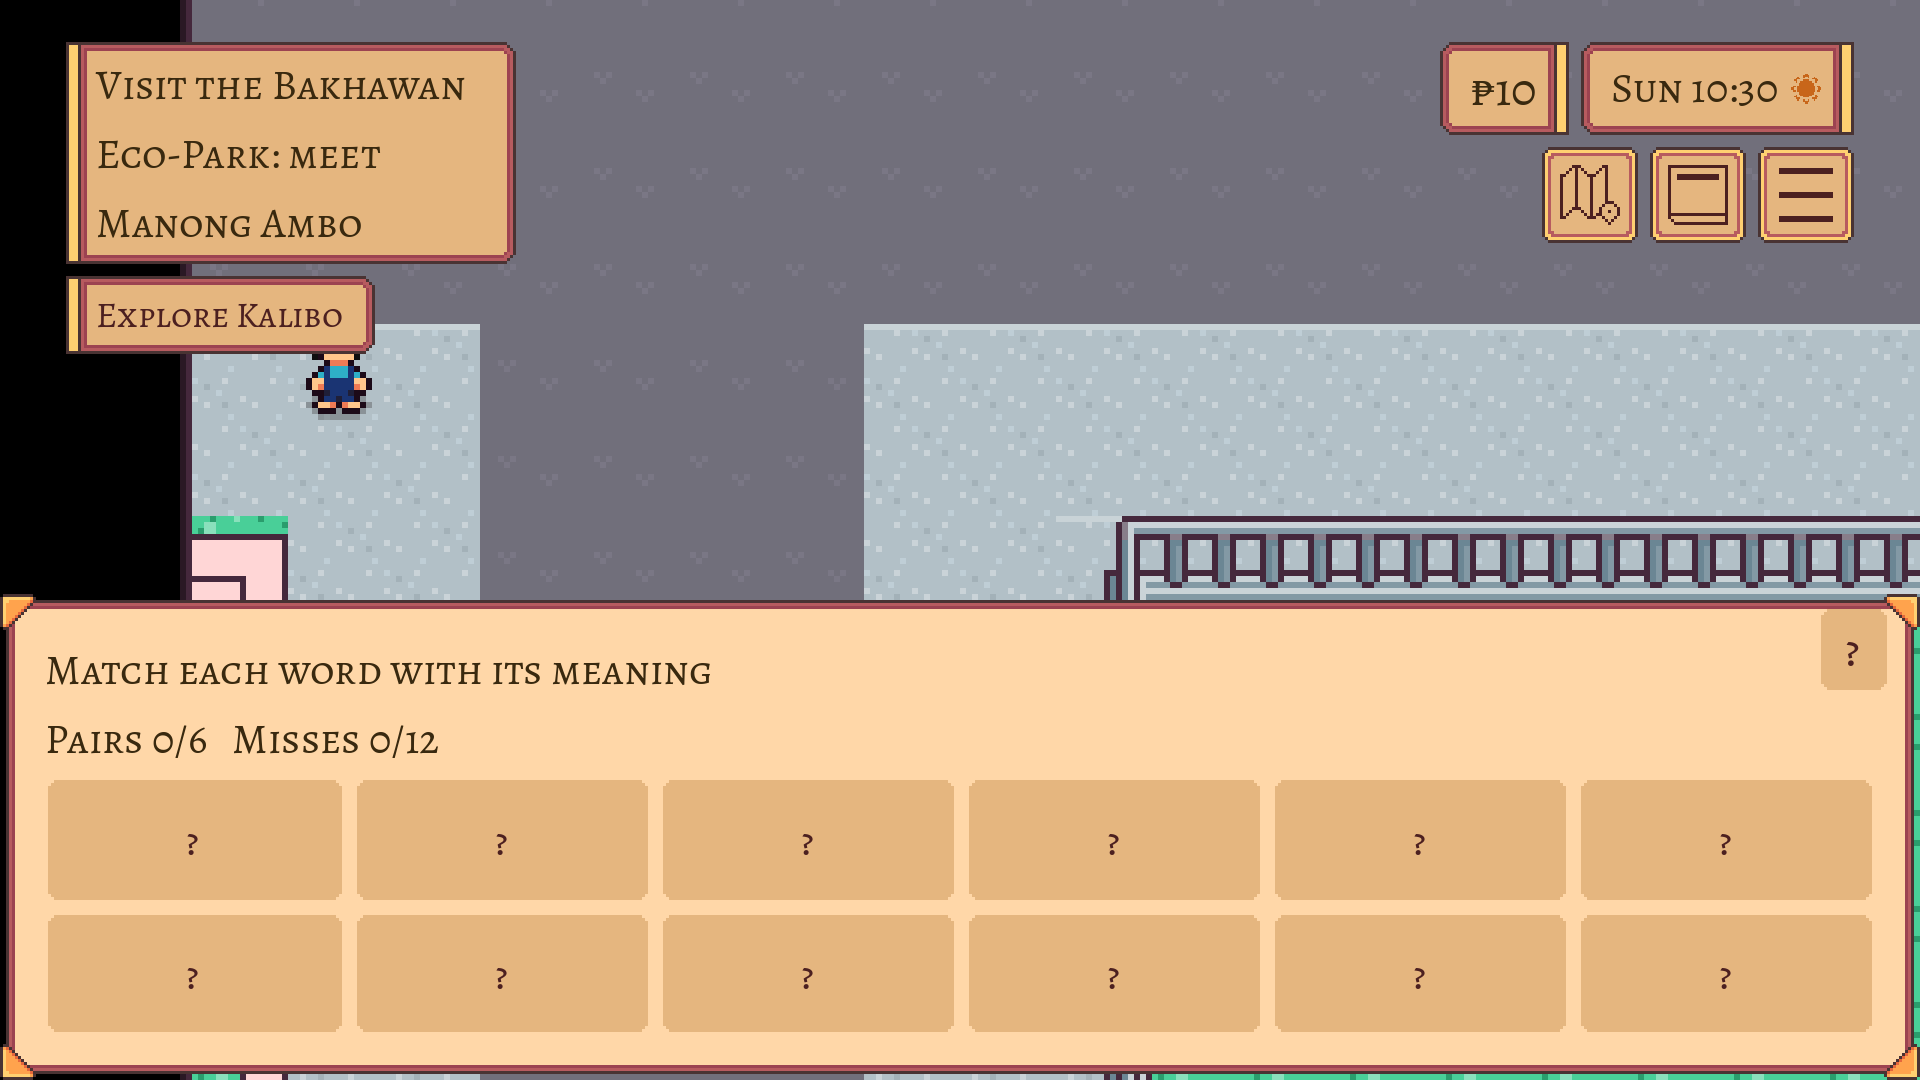 Visit the Bakhawan
Eco-Park: meet
Manong Ambo
Explore Kalibo
₱10
Sun 10:30
?
Match each word with its meaning
Pairs 0/6 Misses 0/12
? ? ? ? ? ?
? ? ? ? ? ?